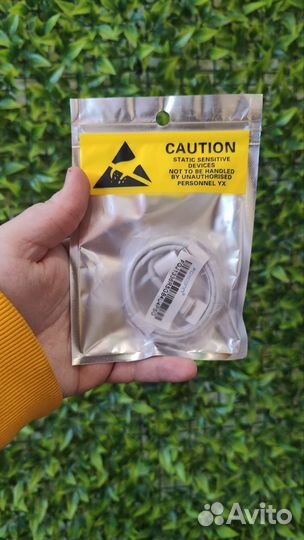 CAUTION
STATIC SENSITIVE
DEVICES
NOT TO BE HANDLED
BY UNAUTHORISED
PERSONNEL YX
Avito